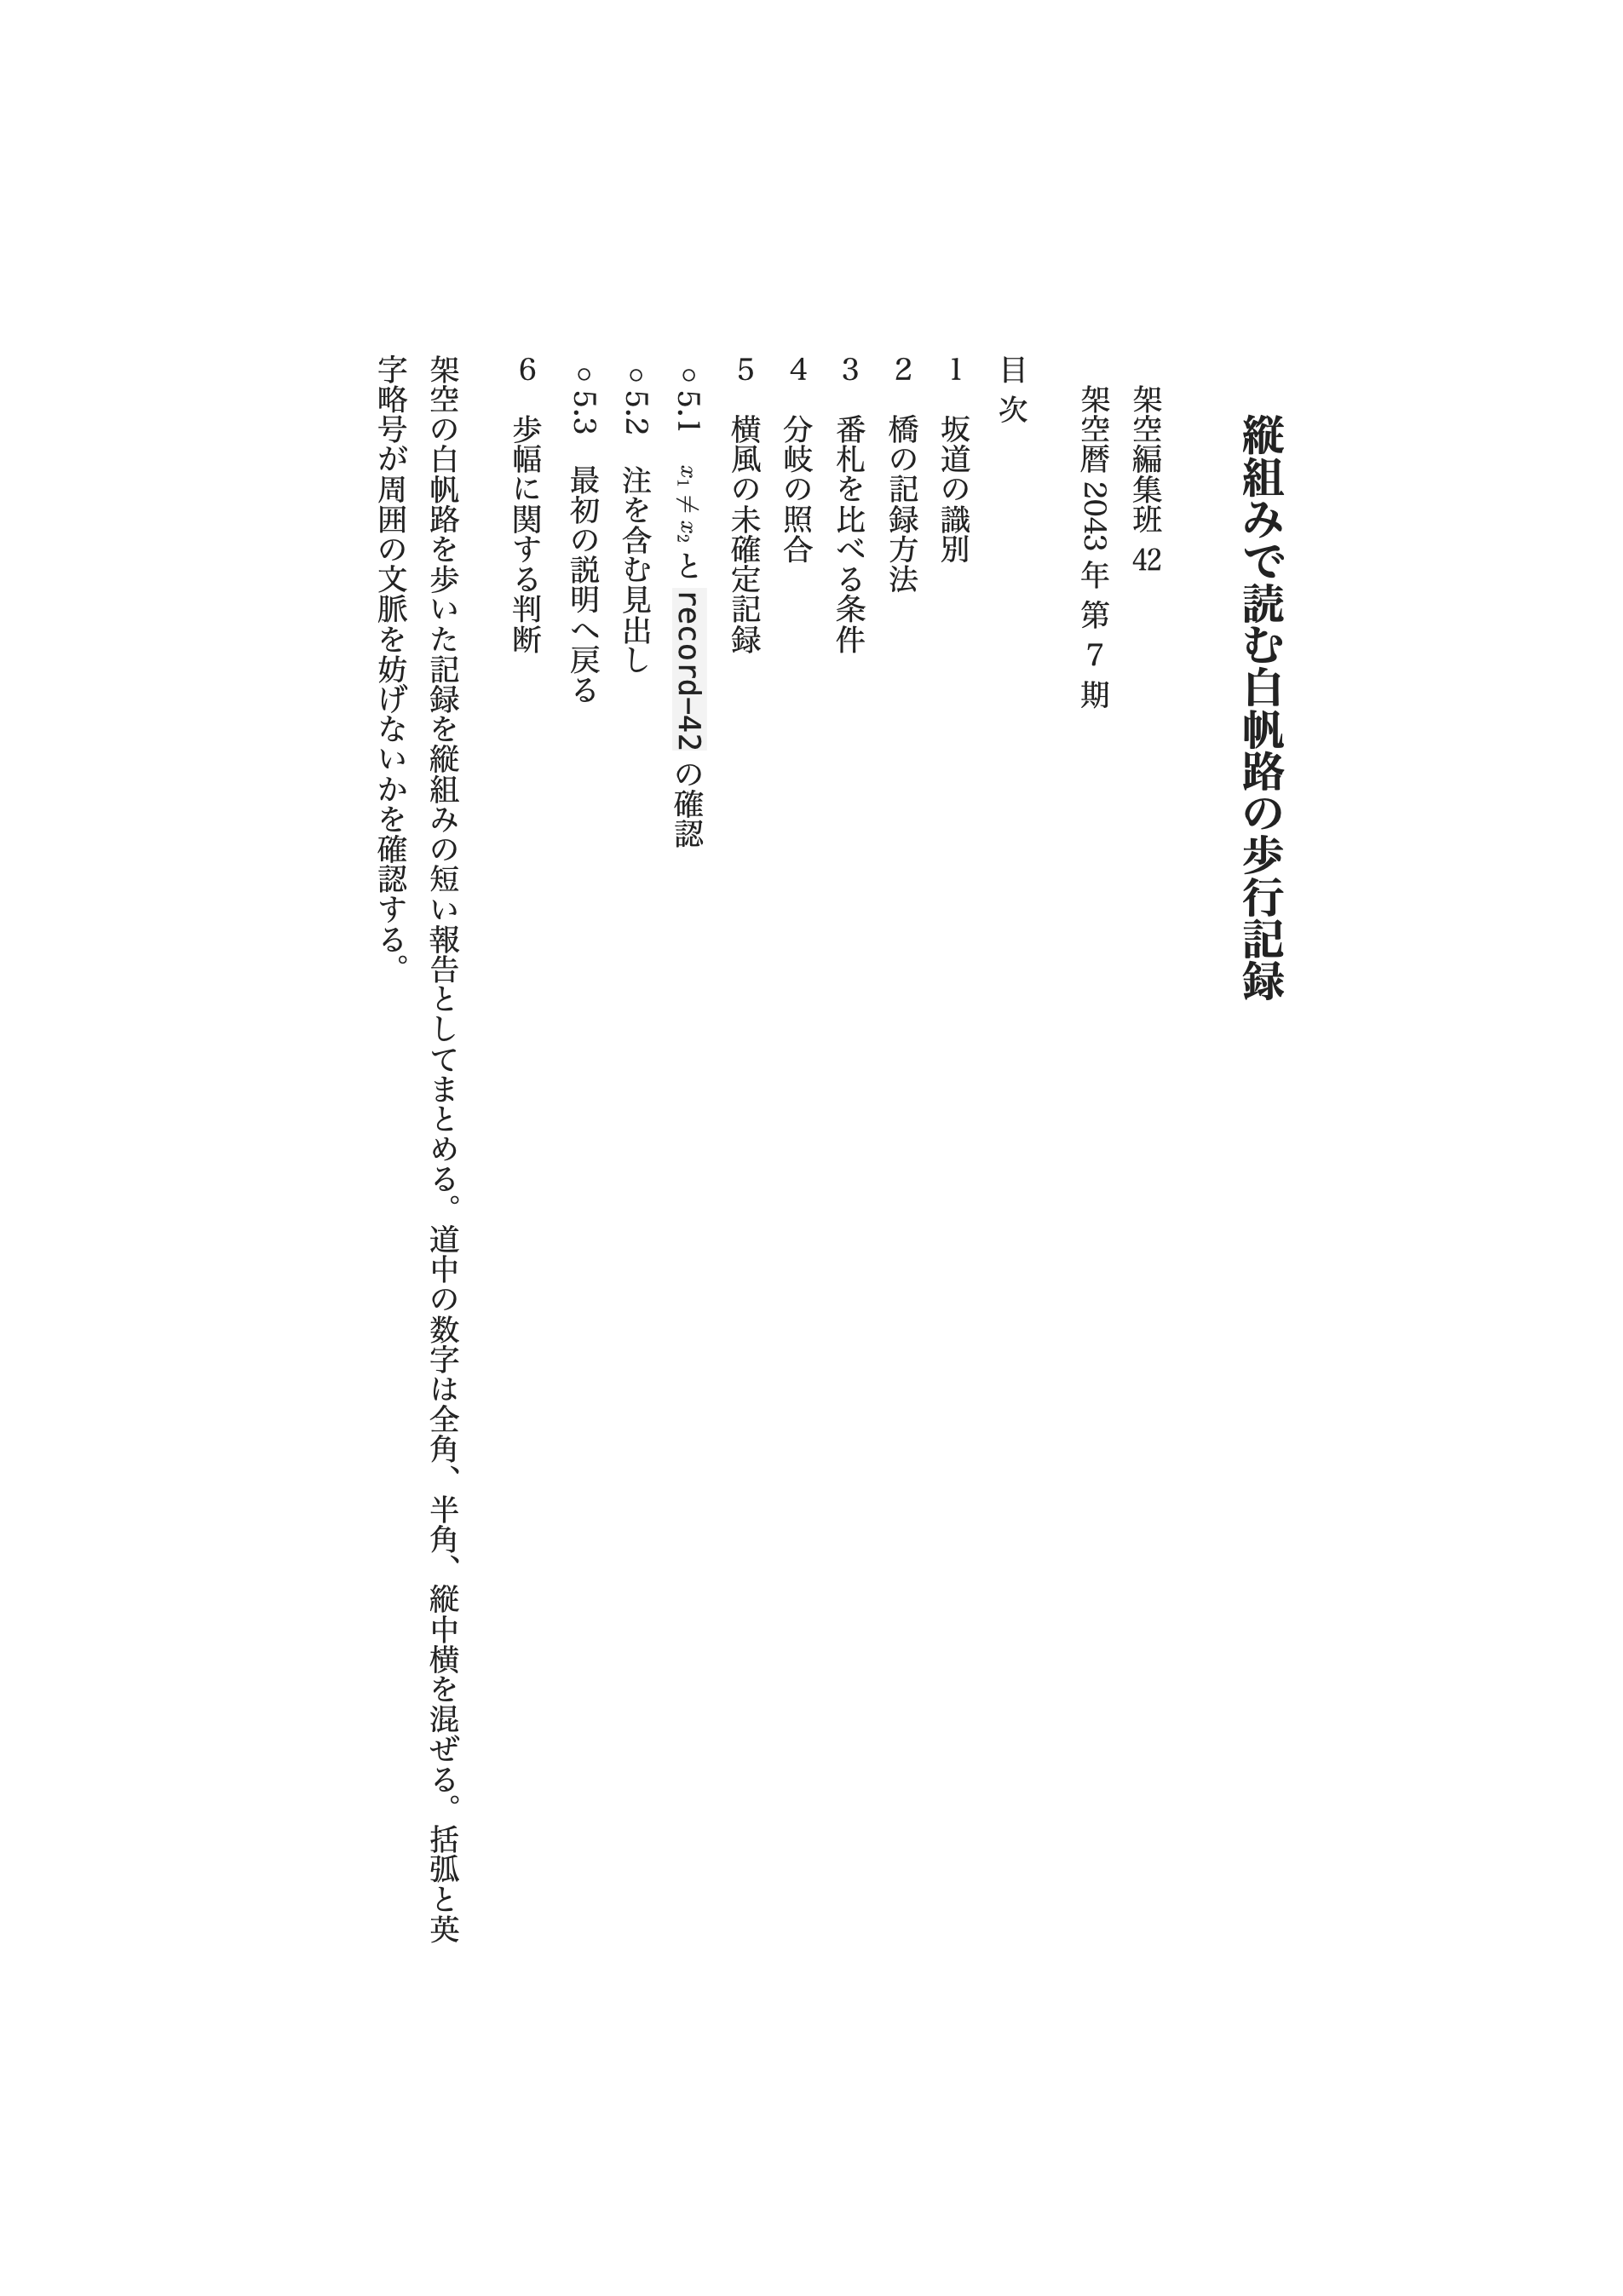 縦組みで読む白帆路の歩行記録
架空編集班 42
架空暦 2043 年 第 7 期
目次
1 坂道の識別
2 橋の記録方法
3 番札を比べる条件
4 分岐の照合
5 横風の未確定記録
○ 5.1 x₁ ≠ x₂ と record-42 の確認
○ 5.2 注を含む見出し
○ 5.3 最初の説明へ戻る
6 歩幅に関する判断
架空の白帆路を歩いた記録を縦組みの短い報告としてまとめる。道中の数字は全角、半角、縦中横を混ぜる。括弧と英
字略号が周囲の文脈を妨げないかを確認する。